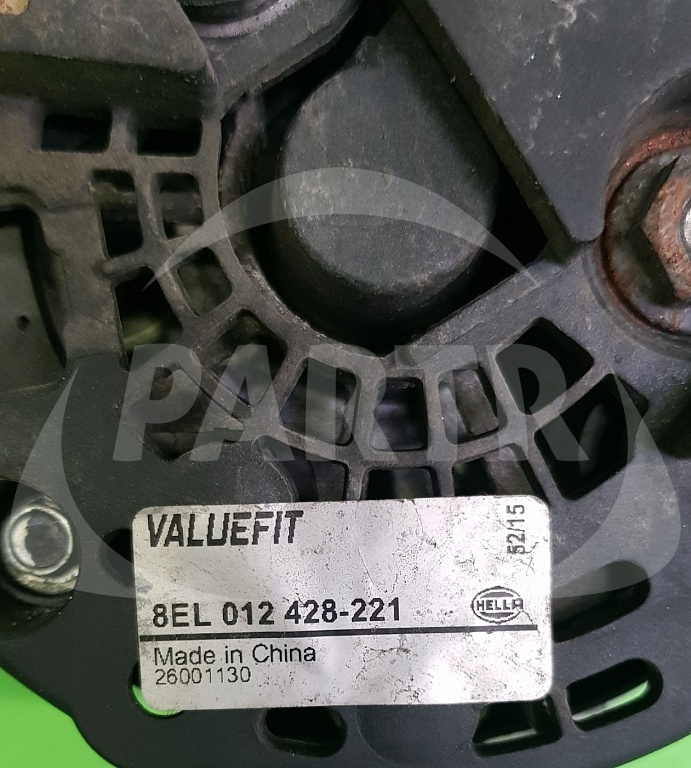 PARTR
VALUEFIT
52/15
8EL 012 428-221
HELLA
Made in China
26001130